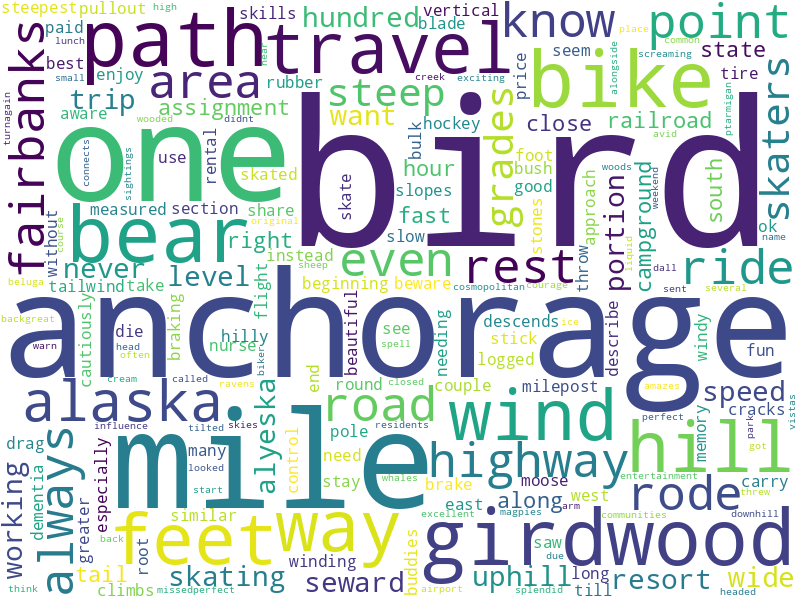 steepest pullout high skills hundred vertical know point
paid path travel blade
lunch best near state
small enjoy area rubber seem place
screaming common alongside
trip steep bike tire
aware assignment want price exciting
fairbanks one bird grades skaters
connects sightings wooded didnt creek ptarmigan avid
turnagain hockey close railroad
use rental hour bulk foot bush woods weekend
skated skate slopes good approach
measured section share fast stones campground south
bear right slow portion ok name
without never instead even rest throw ride
tailwind take level flight beginning beware cosmopolitan courage liquid dall sent several
beluga course original sheep
anchorage
background backgreat
cautiously braking hilly nurse beautiful see descends describe windy fun
die head often warn spell stick needing ice amazes
cream called ravens biker end logged
alaska round closed couple milepost speed
influence tilted skies road wind memory cracks perfect park vistas
drag many looked pole residents hill got
mile control need highway moose carry
always especially start stay brake east along west entertainment threw
dementia working greater similar whales saw rode
feet way excellent magpies arm communities downhill
root back winding girdwood
tail skating seward buddies uphill long resort wide
think climbs missedperfect airport splendid till due headed
alyeska